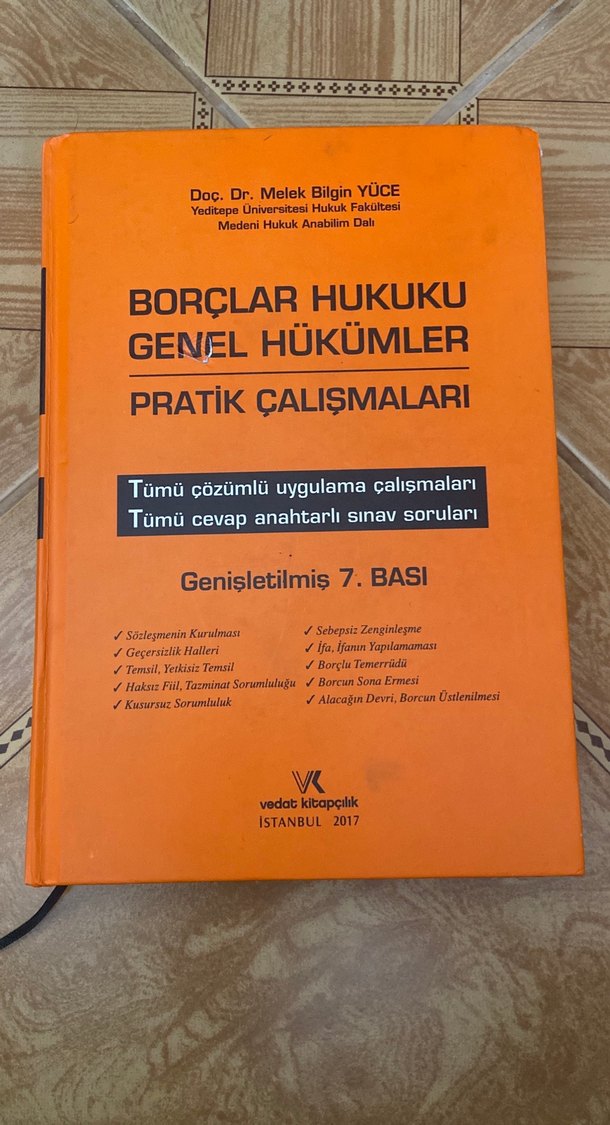 Doç. Dr. Melek Bilgin YÜCE
Yeditepe Üniversitesi Hukuk Fakültesi
Medeni Hukuk Anabilim Dalı
BORÇLAR HUKUKU
GENEL HÜKÜMLER
PRATİK ÇALIŞMALARI
Tümü çözümlü uygulama çalışmaları
Tümü cevap anahtarlı sınav soruları
Genişletilmiş 7. BASI
✓ Sözleşmenin Kurulması
✓ Geçersizlik Halleri
✓ Temsil, Yetkisiz Temsil
✓ Haksız Fiil, Tazminat Sorumluluğu
✓ Kusursuz Sorumluluk
✓ Sebepsiz Zenginleşme
✓ İfa, İfanın Yapılamaması
✓ Borçlu Temerrüdü
✓ Borcun Sona Ermesi
✓ Alacağın Devri, Borcun Üstlenilmesi
VK
vedat kitapçılık
İSTANBUL 2017